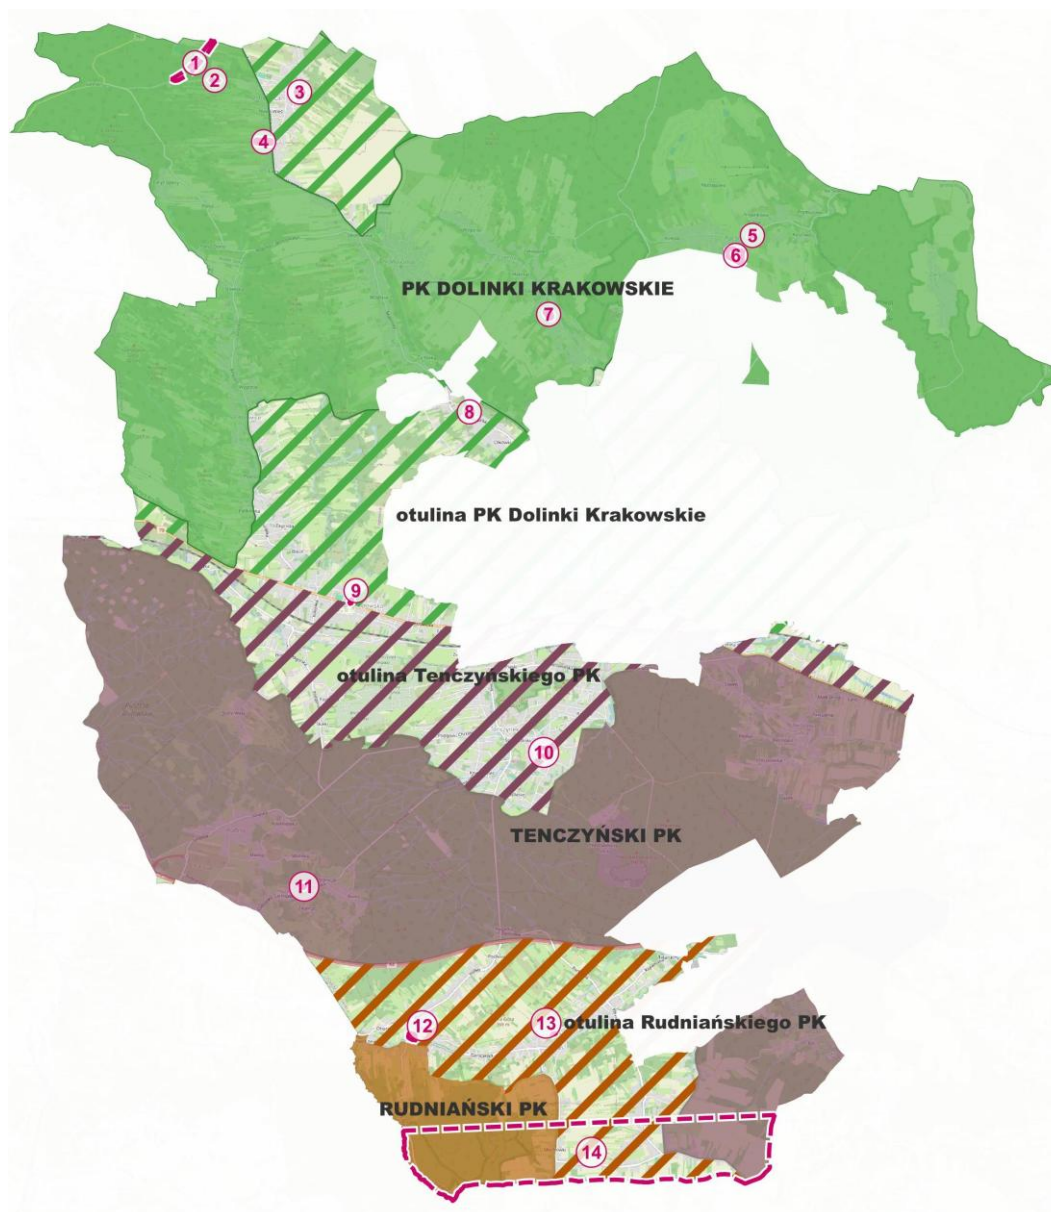 1
2
3
4
5
6
PK DOLINKI KRAKOWSKIE
7
8
otulina PK Dolinki Krakowskie
9
otulina Tenczyńskiego PK
10
TENCZYŃSKI PK
11
12
13
otulina Rudniańskiego PK
RUDNIAŃSKI PK
14